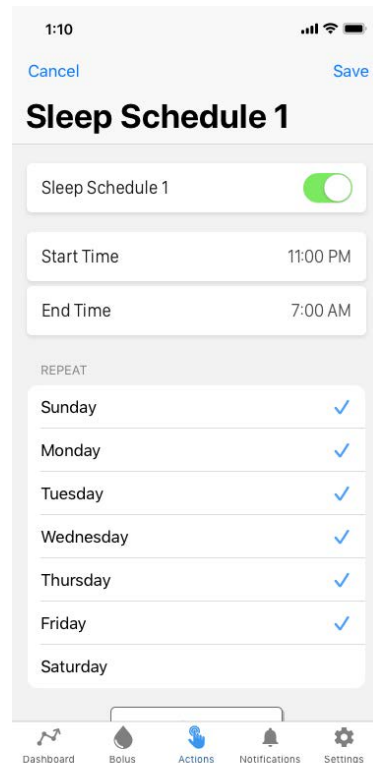 1:10
Cancel Save
Sleep Schedule 1
Sleep Schedule 1
Start Time 11:00 PM
End Time 7:00 AM
REPEAT
Sunday
Monday
Tuesday
Wednesday
Thursday
Friday
Saturday
Dashboard Bolus Actions Notifications Settings